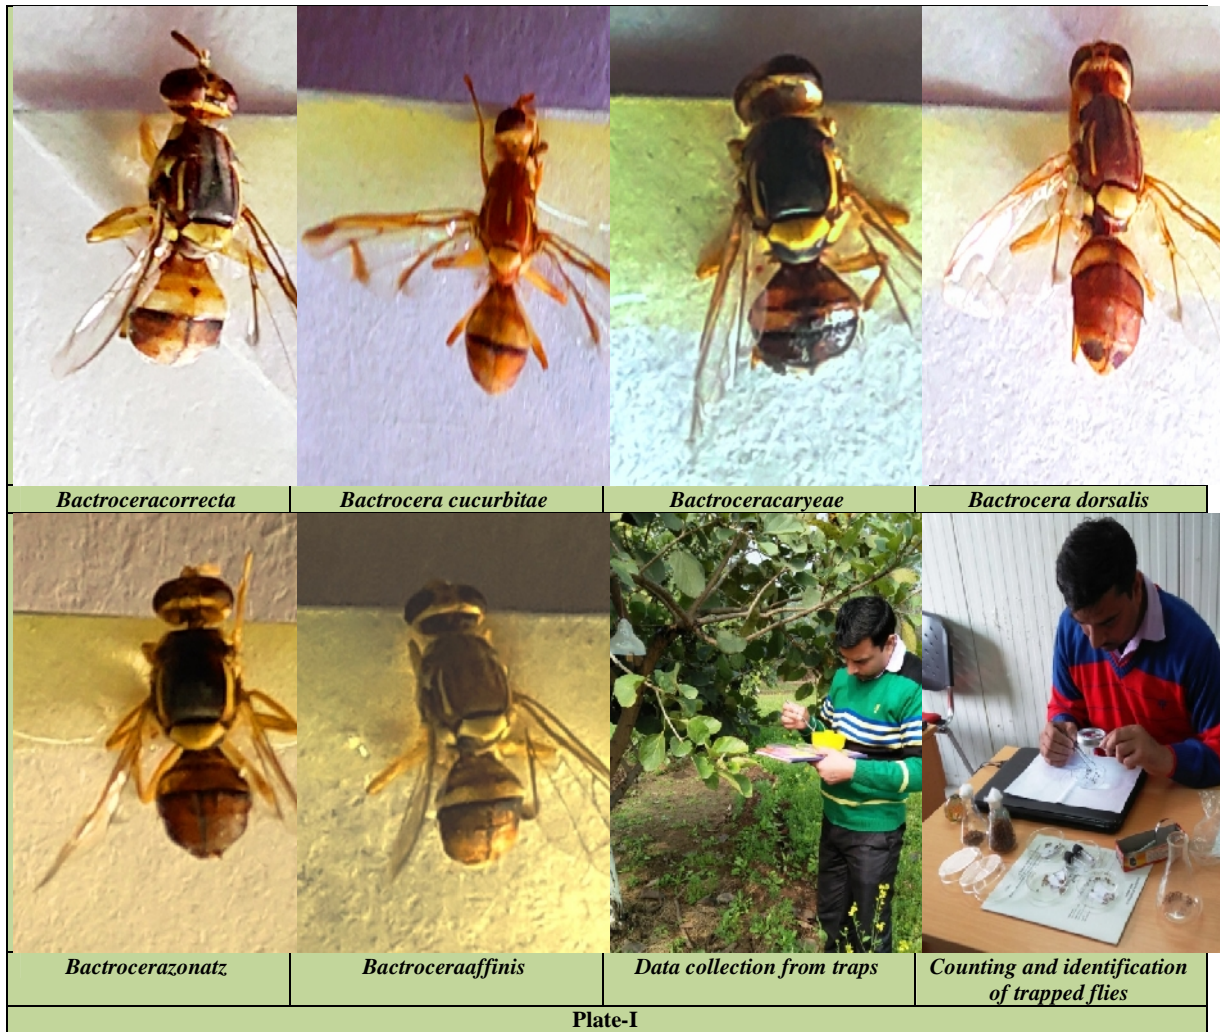 Bactroceracorrecta
Bactrocera cucurbitae
Bactroceracaryeae
Bactrocera dorsalis
Bactrocerazonatz
Bactroceraaffinis
Data collection from traps
Counting and identification
of trapped flies
Plate-I